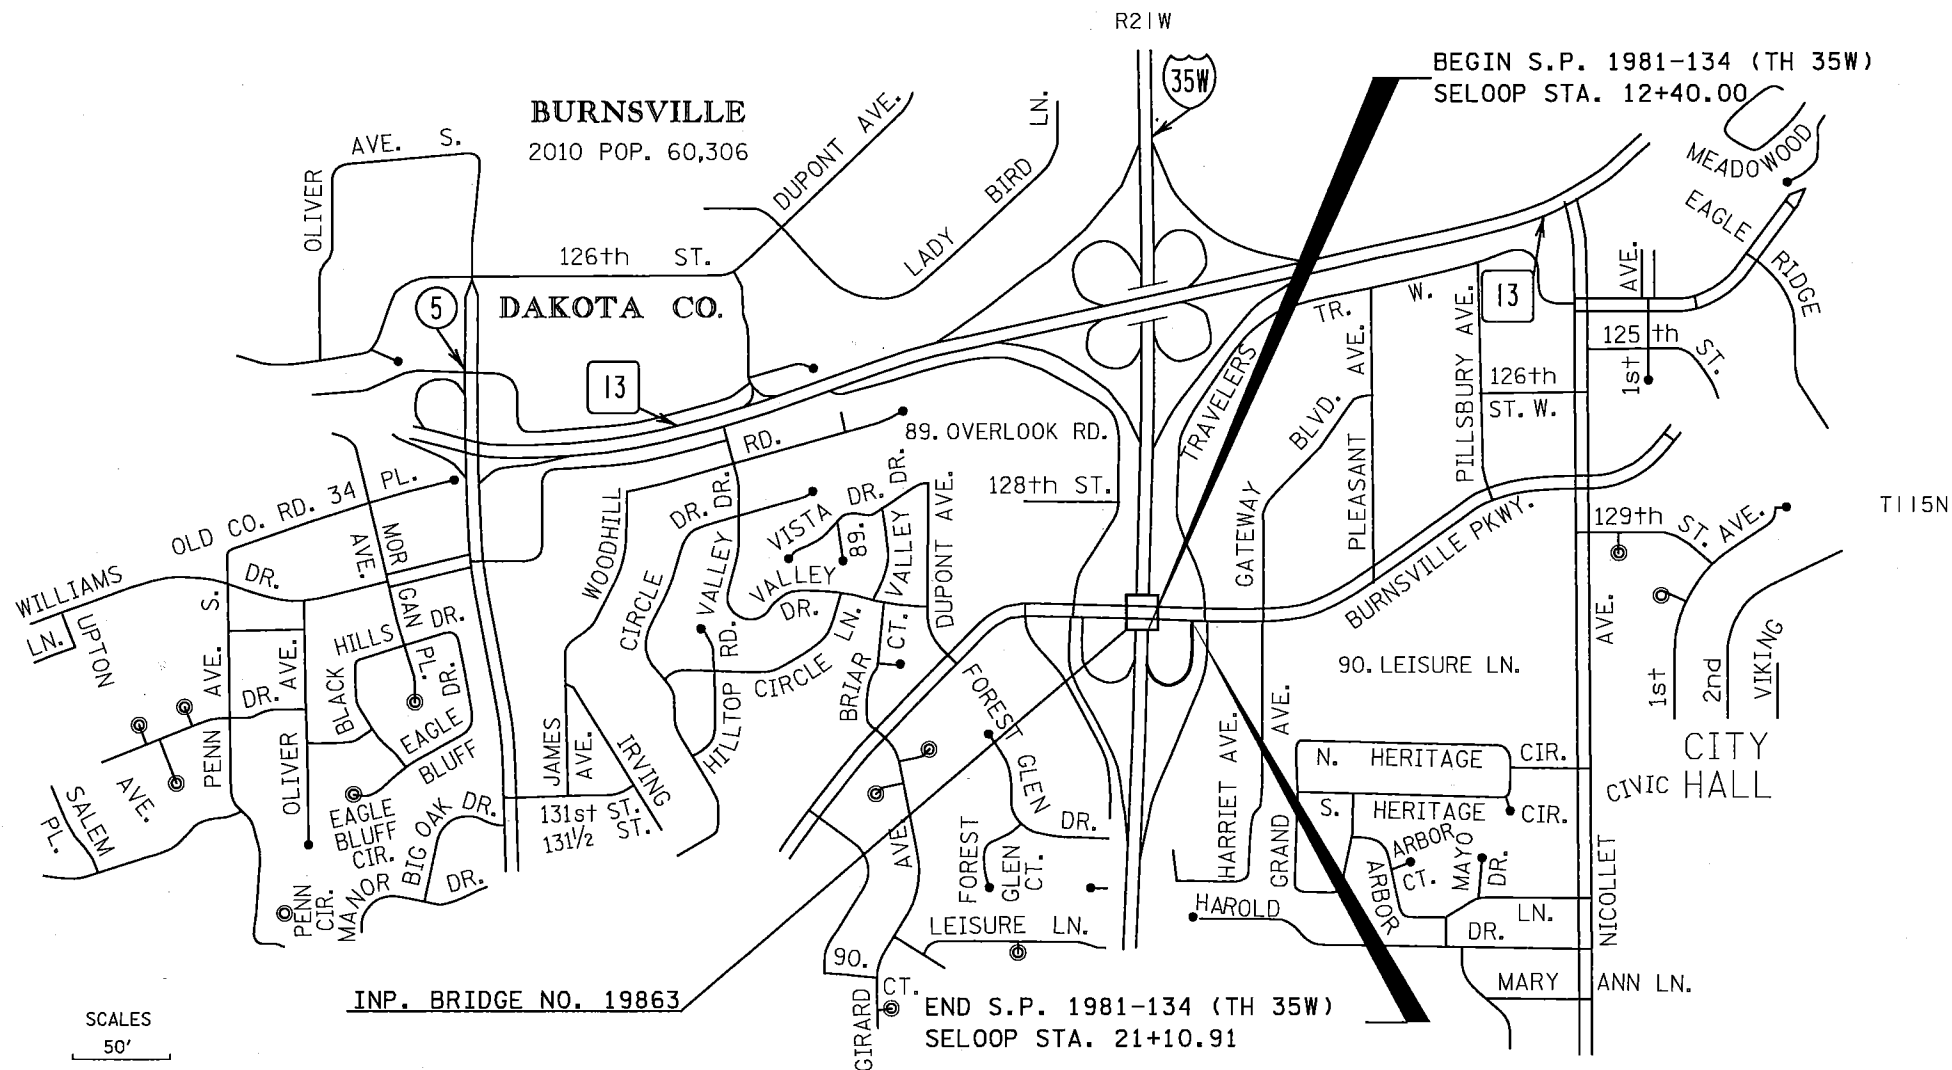 R21W
35W
BEGIN S.P. 1981-134 (TH 35W)
SELOOP STA. 12+40.00
BURNSVILLE
2010 POP. 60,306
AVE. S.
OLIVER
DUPONT AVE.
LADY BIRD LN.
MEADOWOOD
EAGLE RIDGE
126th ST.
DAKOTA CO.
5
13
13
TR. W.
TRAVELERS
AVE.
125th ST.
1st
126th
ST. W.
PILLSBURY AVE.
PLEASANT AVE.
GATEWAY BLVD.
RD.
89. OVERLOOK RD.
128th ST.
OLD CO. RD. 34 PL.
MOR
GAN
AVE.
PL.
WOODHILL
CIRCLE DR.
VALLEY DR.
VISTA DR.
89.
VALLEY DR.
VALLEY DR.
DUPONT AVE.
BURNSVILLE PKWY.
129th ST.
AVE.
T115N
WILLIAMS DR.
LN.
UPTON
AVE.
S.
PENN AVE.
DR.
OLIVER AVE.
HILLS DR.
BLACK
EAGLE DR.
EAGLE
BLUFF
EAGLE
BLUFF
CIR.
SALEM
PL.
BIG OAK DR.
MANOR DR.
PENN
CIR.
JAMES
AVE.
IRVING
131st ST.
131½ ST.
HILLTOP RD.
CIRCLE LN.
BRIAR CT.
FOREST GLEN DR.
FOREST
GLEN
CT.
AVE.
LEISURE LN.
90.
GIRARD
CT.
90. LEISURE LN.
HARRIET AVE.
GRAND AVE.
N. HERITAGE CIR.
S. HERITAGE CIR.
ARBOR
CT.
ARBOR
MAYO
DR.
LN.
HAROLD DR.
MARY ANN LN.
NICOLLET AVE.
1st
2nd
VIKING
CITY
CIVIC HALL
INP. BRIDGE NO. 19863
END S.P. 1981-134 (TH 35W)
SELOOP STA. 21+10.91
SCALES
50'